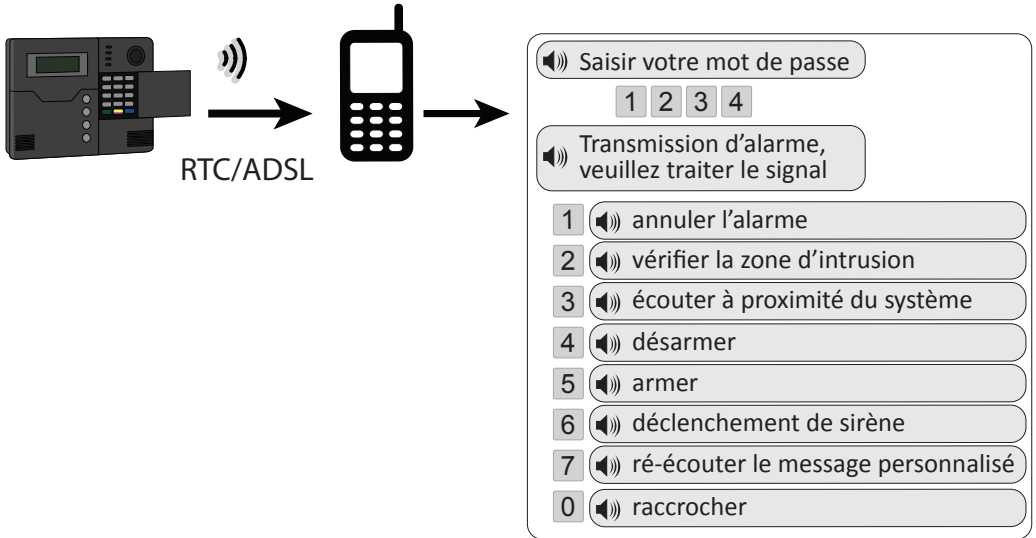 RTC/ADSL
Saisir votre mot de passe
1 2 3 4
Transmission d’alarme,
veuillez traiter le signal
1 annuler l’alarme
2 vérifier la zone d’intrusion
3 écouter à proximité du système
4 désarmer
5 armer
6 déclenchement de sirène
7 ré-écouter le message personnalisé
0 raccrocher